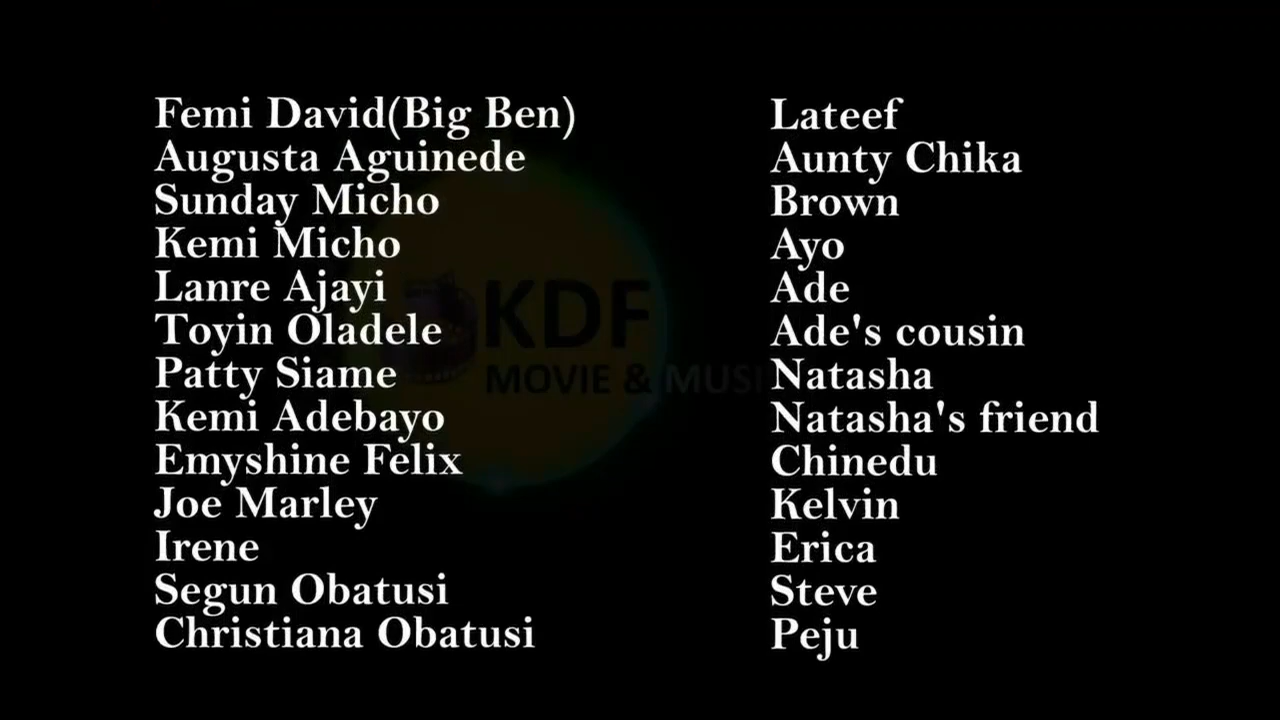 Femi David(Big Ben) Lateef
Augusta Aguinede Aunty Chika
Sunday Micho Brown
Kemi Micho Ayo
Lanre Ajayi Ade
Toyin Oladele Ade's cousin
Patty Siame Natasha
Kemi Adebayo Natasha's friend
Emyshine Felix Chinedu
Joe Marley Kelvin
Irene Erica
Segun Obatusi Steve
Christiana Obatusi Peju
KDF
MOVIE & MUSI